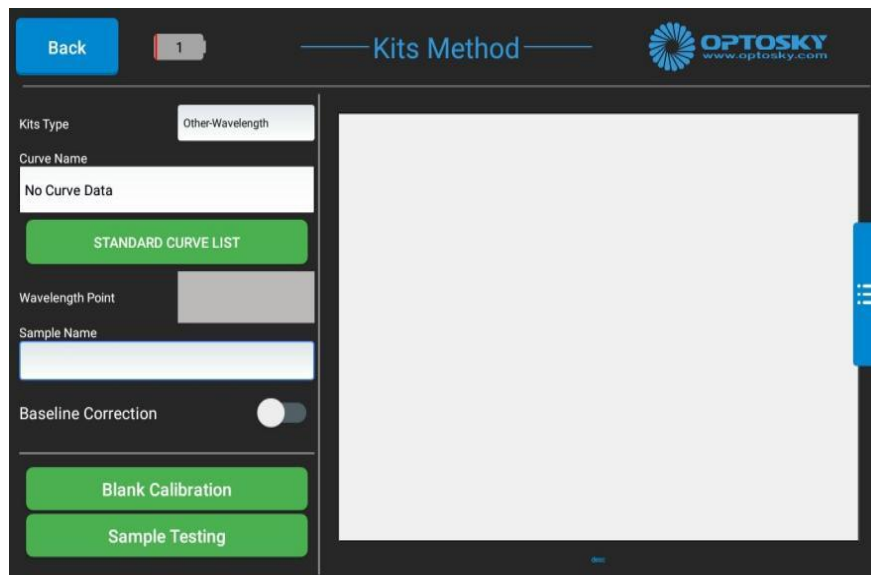 Back
1
Kits Method
OPTOSKY
www.optosky.com
Kits Type
Other-Wavelength
Curve Name
No Curve Data
STANDARD CURVE LIST
Wavelength Point
Sample Name
Baseline Correction
Blank Calibration
Sample Testing